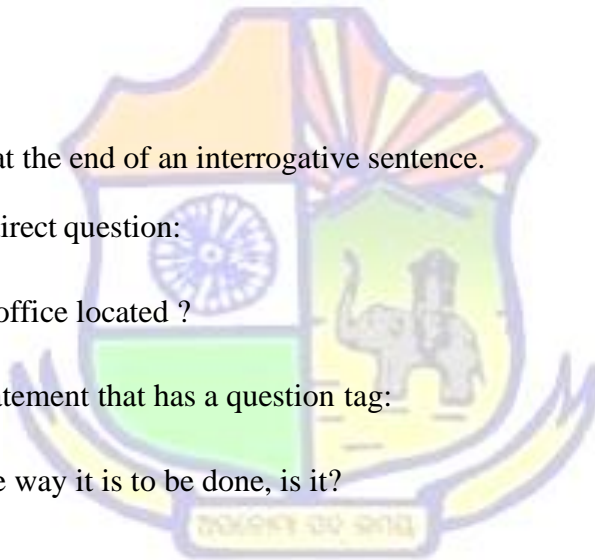 at the end of an interrogative sentence.
irect question:
office located ?
atement that has a question tag:
e way it is to be done, is it?